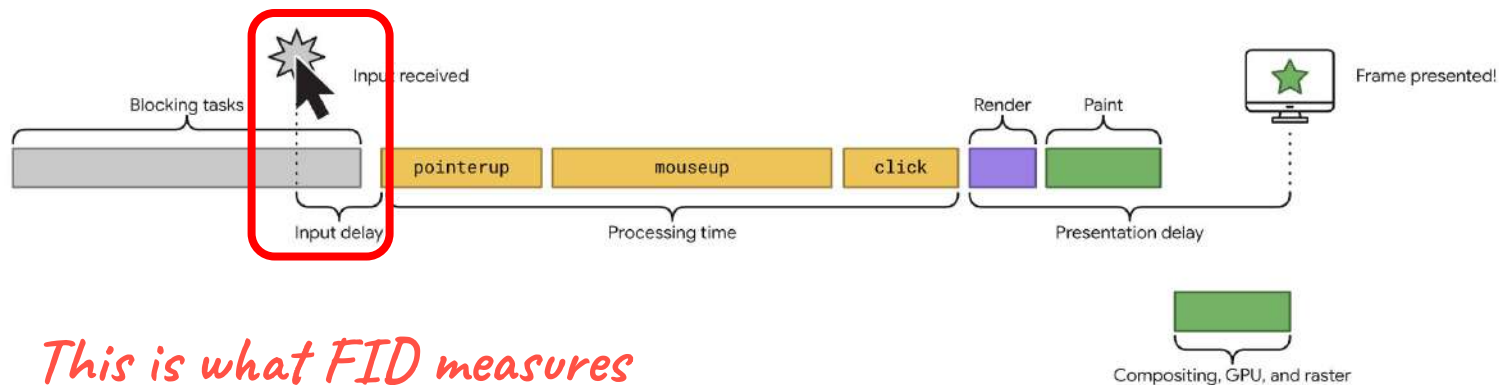 Input received
Frame presented!
Blocking tasks
Render
Paint
pointerup
mouseup
click
Input delay
Processing time
Presentation delay
This is what FID measures
Compositing, GPU, and raster